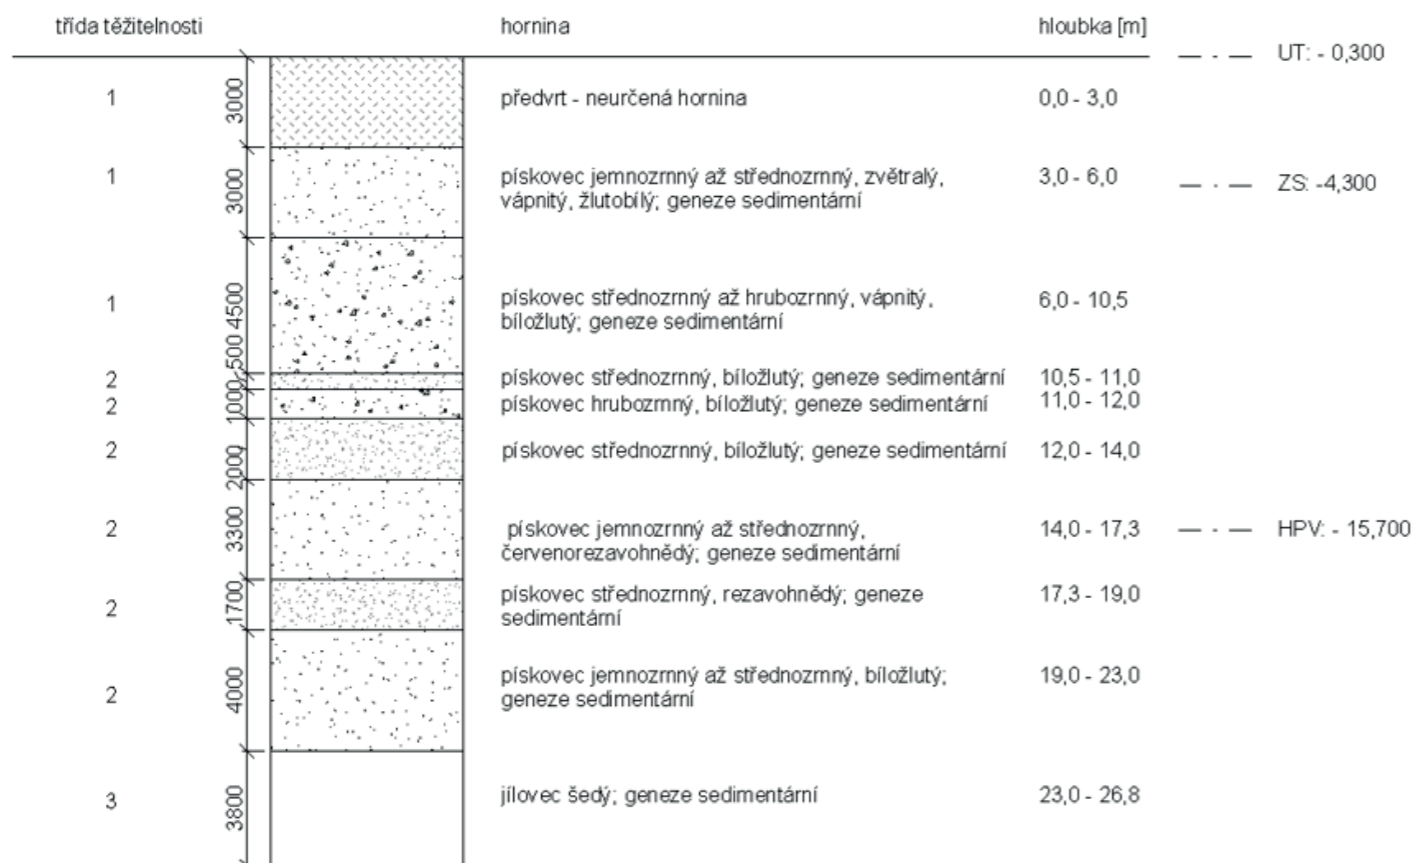 třída těžitelnosti hornina hloubka [m]
UT: - 0,300
1 3000 předvrt - neurčená hornina 0,0 - 3,0
1 3000 pískovec jemnozrnný až střednozrnný, zvětralý, 3,0 - 6,0 ZS: -4,300
vápnitý, žlutobílý; geneze sedimentární
1 4500 pískovec střednozrnný až hrubozrnný, vápnitý, 6,0 - 10,5
bíložlutý; geneze sedimentární
2 500 pískovec střednozrnný, bíložlutý; geneze sedimentární 10,5 - 11,0
2 1000 pískovec hrubozrnný, bíložlutý; geneze sedimentární 11,0 - 12,0
2 2000 pískovec střednozrnný, bíložlutý; geneze sedimentární 12,0 - 14,0
2 3300 pískovec jemnozrnný až střednozrnný, 14,0 - 17,3 HPV: - 15,700
červenorezavohnědý; geneze sedimentární
2 1700 pískovec střednozrnný, rezavohnědý; geneze 17,3 - 19,0
sedimentární
2 4000 pískovec jemnozrnný až střednozrnný, bíložlutý; 19,0 - 23,0
geneze sedimentární
3 3800 jílovec šedý; geneze sedimentární 23,0 - 26,8